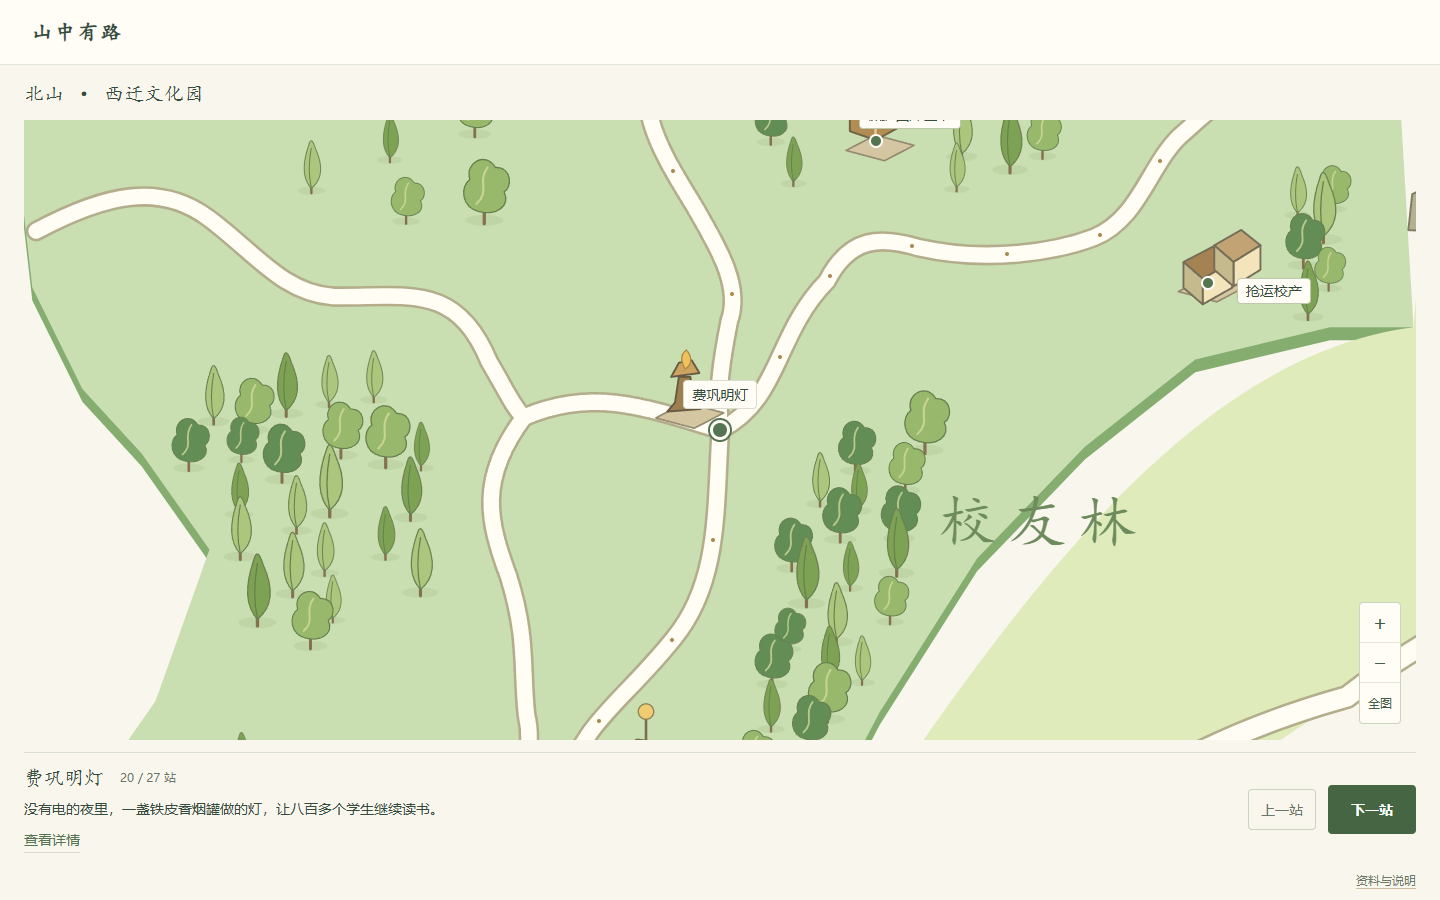 山中有路
北山 • 西迁文化园
抢运校产
费巩明灯
校友林
+
−
全图
费巩明灯 20 / 27 站
没有电的夜里，一盏铁皮香烟罐做的灯，让八百多个学生继续读书。
上一站 下一站
查看详情
资料与说明